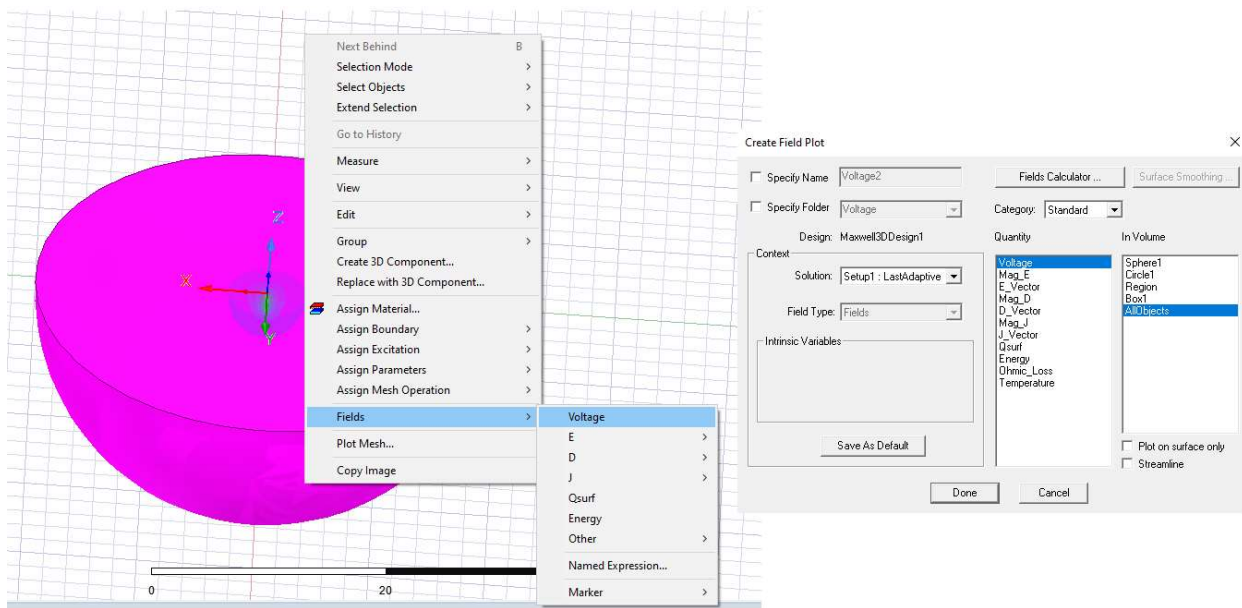 Next Behind B
Selection Mode >
Select Objects >
Extend Selection >
Go to History
Measure >
View >
Edit >
Group >
Create 3D Component...
Replace with 3D Component...
Assign Material...
Assign Boundary >
Assign Excitation >
Assign Parameters >
Assign Mesh Operation >
Fields >
Plot Mesh...
Copy Image
Voltage
E >
D >
J >
Qsurf
Energy
Other >
Named Expression...
Marker >
Z
X
Y
0 20
Create Field Plot
Specify Name Voltage2
Fields Calculator ... Surface Smoothing ...
Specify Folder Voltage
Category: Standard
Design: Maxwell3DDesign1
Context
Solution: Setup1 : LastAdaptive
Field Type: Fields
Intrinsic Variables
Save As Default
Quantity
Voltage
Mag_E
E_Vector
Mag_D
D_Vector
Mag_J
J_Vector
Qsurf
Energy
Ohmic_Loss
Temperature
In Volume
Sphere1
Circle1
Region
Box1
AllObjects
Plot on surface only
Streamline
Done Cancel